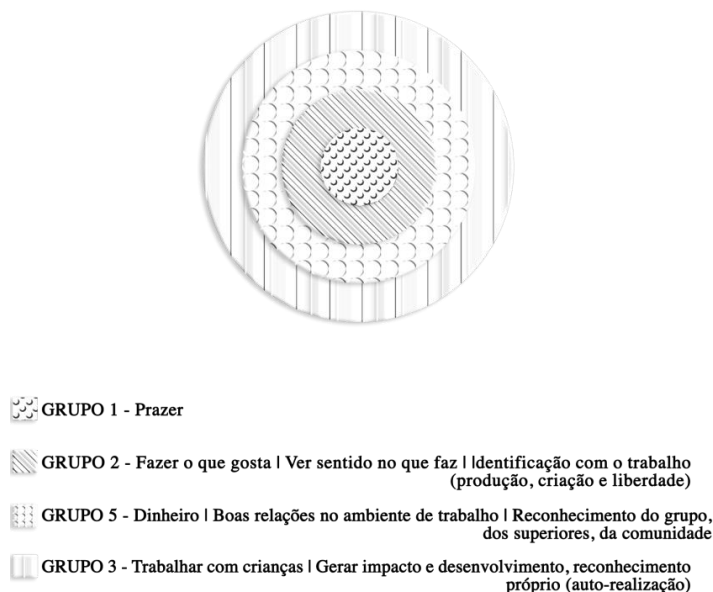 GRUPO 1 - Prazer
GRUPO 2 - Fazer o que gosta | Ver sentido no que faz | Identificação com o trabalho
(produção, criação e liberdade)
GRUPO 5 - Dinheiro | Boas relações no ambiente de trabalho | Reconhecimento do grupo,
dos superiores, da comunidade
GRUPO 3 - Trabalhar com crianças | Gerar impacto e desenvolvimento, reconhecimento
próprio (auto-realização)